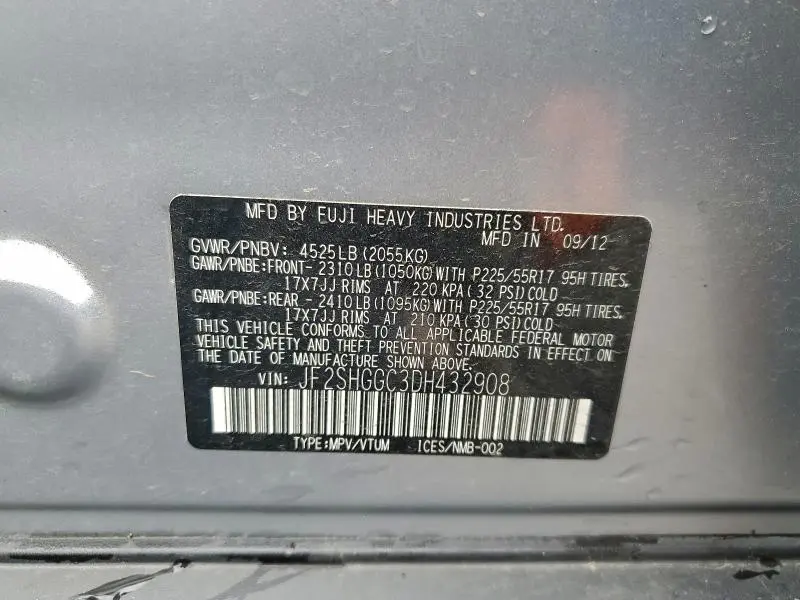 MFD BY FUJI HEAVY INDUSTRIES LTD.
MFD IN 09/12
GVWR/PNBV: 4525LB(2055KG)
GAWR/PNBE:FRONT- 2310LB(1050KG)WITH P225/55R17 95H TIRES,
17X7JJ RIMS AT 220 KPA(32 PSI)COLD
GAWR/PNBE:REAR - 2410LB(1095KG)WITH P225/55R17 95H TIRES,
17X7JJ RIMS AT 210 KPA(30 PSI)COLD
THIS VEHICLE CONFORMS TO ALL APPLICABLE FEDERAL MOTOR
VEHICLE SAFETY AND THEFT PREVENTION STANDARDS IN EFFECT ON
THE DATE OF MANUFACTURE SHOWN ABOVE.
VIN: JF2SHGGC3DH432908
TYPE:MPV/VTUM ICES/NMB-002